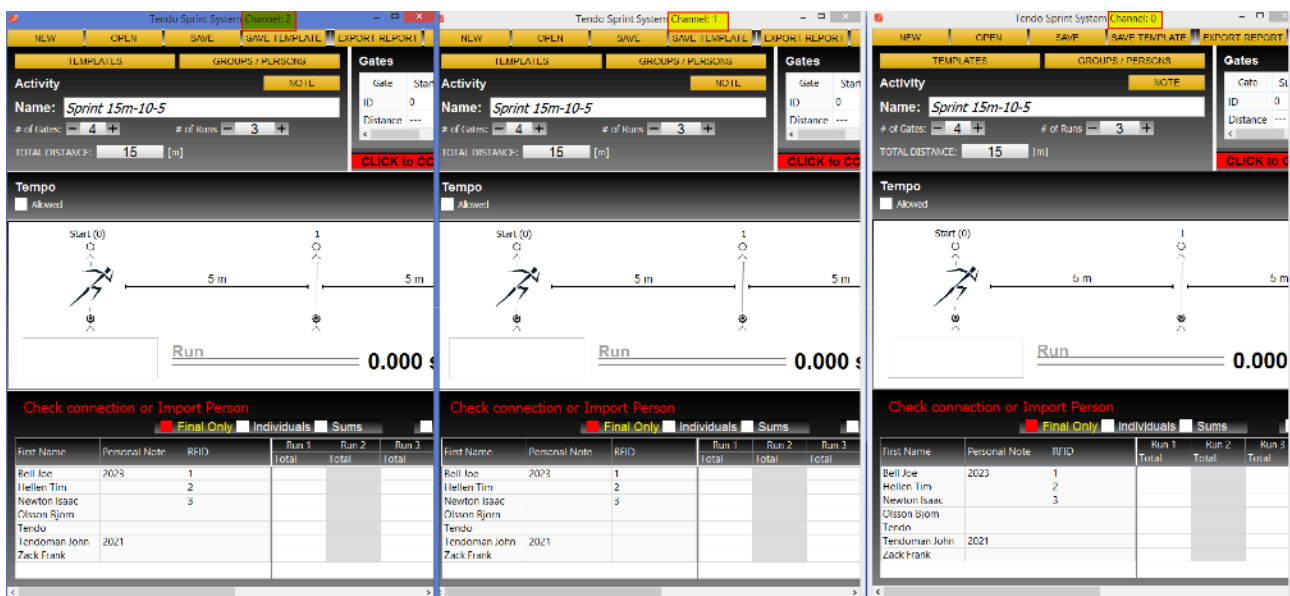 Tendo Sprint System Channel: 2
NEW OPEN SAVE SAVE TEMPLATE EXPORT REPORT
TEMPLATES GROUPS / PERSONS
Gates
Activity NOTE
Gate Start
Name: Sprint 15m-10-5
ID 0
# of Gates: − 4 + # of Runs − 3 +
Distance ---
TOTAL DISTANCE: 15 [m]
CLICK to CO
Tempo
Allowed
Start (0) 1
5 m 5 m
Run
0.000 s
Check connection or Import Person
Final Only Individuals Sums
First Name Personal Note RFID Run 1 Run 2 Run 3
Total Total Total
Bell Joe 2023 1
Hellen Tim 2
Newton Isaac 3
Olsson Bjorn
Tendo
Tendoman John 2021
Zack Frank
Tendo Sprint System Channel: 1
NEW OPEN SAVE SAVE TEMPLATE EXPORT REPORT
TEMPLATES GROUPS / PERSONS
Gates
Activity NOTE
Gate Start
Name: Sprint 15m-10-5
ID 0
# of Gates: − 4 + # of Runs − 3 +
Distance ---
TOTAL DISTANCE: 15 [m]
CLICK to CO
Tempo
Allowed
Start (0) 1
5 m 5 m
Run
0.000 s
Check connection or Import Person
Final Only Individuals Sums
First Name Personal Note RFID Run 1 Run 2 Run 3
Total Total Total
Bell Joe 2023 1
Hellen Tim 2
Newton Isaac 3
Olsson Bjorn
Tendo
Tendoman John 2021
Zack Frank
Tendo Sprint System Channel: 0
NEW OPEN SAVE SAVE TEMPLATE EXPORT REPORT
TEMPLATES GROUPS / PERSONS
Gates
Activity NOTE
Gate St
Name: Sprint 15m-10-5
ID 0
# of Gates: − 4 + # of Runs − 3 +
Distance ---
TOTAL DISTANCE: 15 [m]
CLICK to C
Tempo
Allowed
Start (0) 1
5 m 5 m
Run
0.000
Check connection or Import Person
Final Only Individuals Sums
First Name Personal Note RFID Run 1 Run 2 Run 3
Total Total Total
Bell Joe 2023 1
Hellen Tim 2
Newton Isaac 3
Olsson Bjorn
Tendo
Tendoman John 2021
Zack Frank